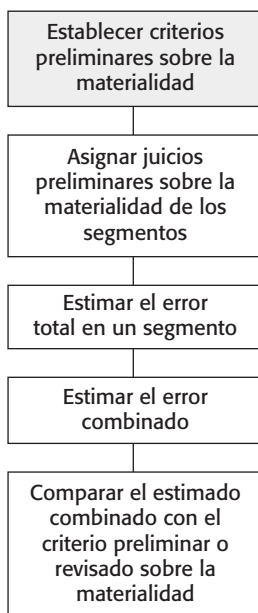 Establecer criterios
preliminares sobre la
materialidad
Asignar juicios
preliminares sobre la
materialidad de los
segmentos
Estimar el error
total en un segmento
Estimar el error
combinado
Comparar el estimado
combinado con el
criterio preliminar o
revisado sobre la
materialidad